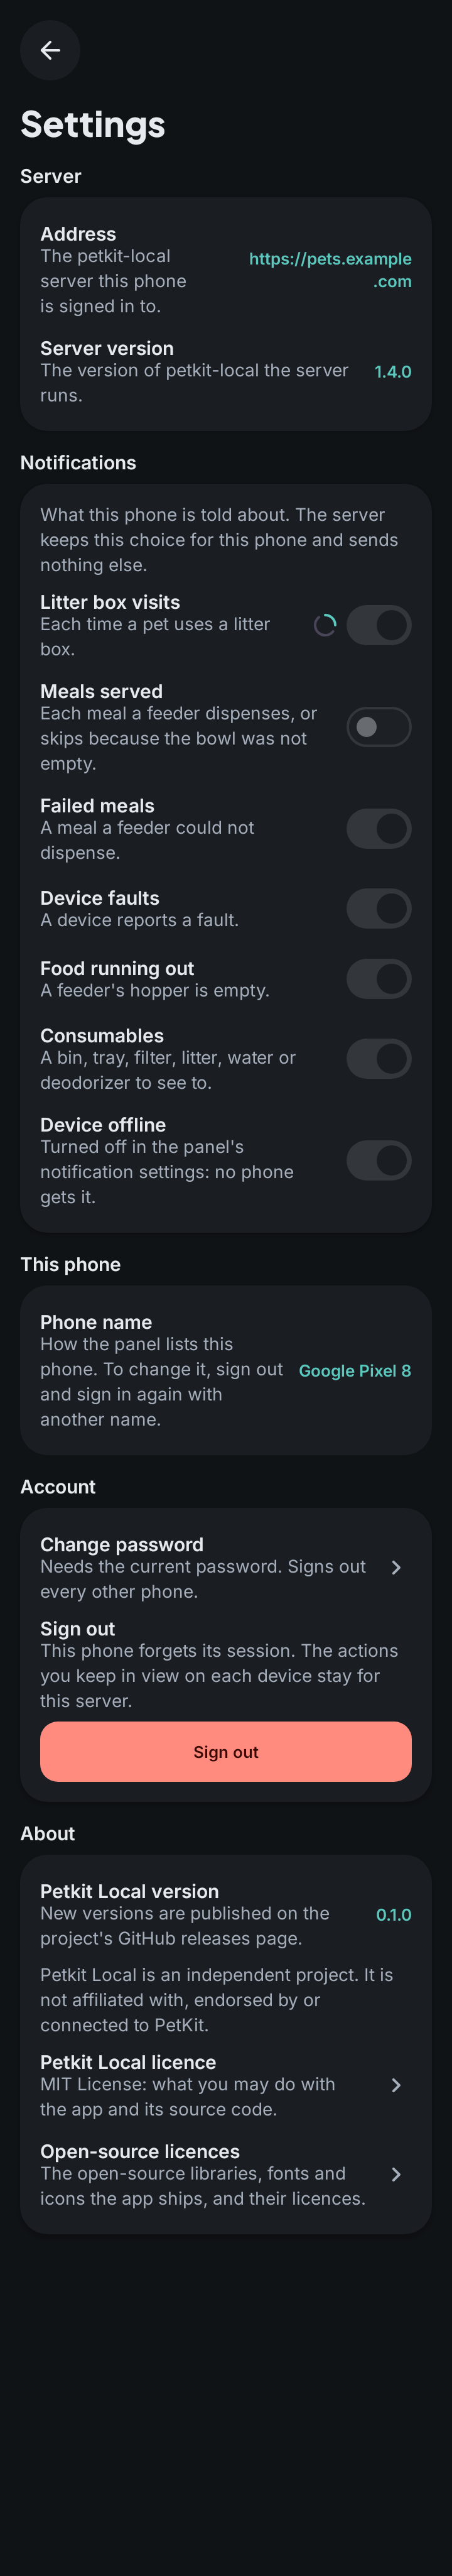 Settings
Server
Address
The petkit-local
server this phone
is signed in to.
https://pets.example
.com
Server version
The version of petkit-local the server
runs.
1.4.0
Notifications
What this phone is told about. The server
keeps this choice for this phone and sends
nothing else.
Litter box visits
Each time a pet uses a litter
box.
Meals served
Each meal a feeder dispenses, or
skips because the bowl was not
empty.
Failed meals
A meal a feeder could not
dispense.
Device faults
A device reports a fault.
Food running out
A feeder's hopper is empty.
Consumables
A bin, tray, filter, litter, water or
deodorizer to see to.
Device offline
Turned off in the panel's
notification settings: no phone
gets it.
This phone
Phone name
How the panel lists this
phone. To change it, sign out
and sign in again with
another name.
Google Pixel 8
Account
Change password
Needs the current password. Signs out
every other phone.
Sign out
This phone forgets its session. The actions
you keep in view on each device stay for
this server.
Sign out
About
Petkit Local version
New versions are published on the
project's GitHub releases page.
0.1.0
Petkit Local is an independent project. It is
not affiliated with, endorsed by or
connected to PetKit.
Petkit Local licence
MIT License: what you may do with
the app and its source code.
Open-source licences
The open-source libraries, fonts and
icons the app ships, and their licences.